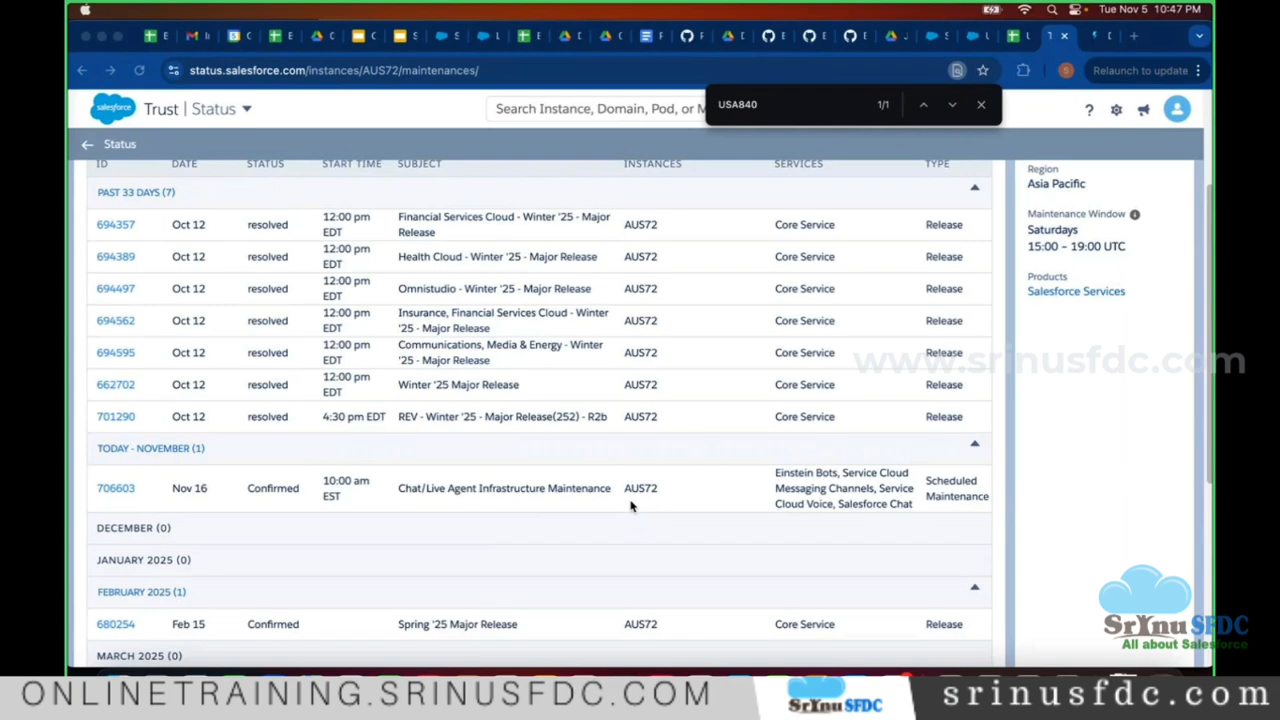 Tue Nov 5 10:47 PM
status.salesforce.com/instances/AUS72/maintenances/
Relaunch to update
salesforce Trust | Status
Search Instance, Domain, Pod, or M
USA840 1/1
Status
ID DATE STATUS START TIME SUBJECT INSTANCES SERVICES TYPE
PAST 33 DAYS (7)
694357 Oct 12 resolved 12:00 pm EDT Financial Services Cloud - Winter '25 - Major Release AUS72 Core Service Release
694389 Oct 12 resolved 12:00 pm EDT Health Cloud - Winter '25 - Major Release AUS72 Core Service Release
694497 Oct 12 resolved 12:00 pm EDT Omnistudio - Winter '25 - Major Release AUS72 Core Service Release
694562 Oct 12 resolved 12:00 pm EDT Insurance, Financial Services Cloud - Winter '25 - Major Release AUS72 Core Service Release
694595 Oct 12 resolved 12:00 pm EDT Communications, Media & Energy - Winter '25 - Major Release AUS72 Core Service Release
662702 Oct 12 resolved 12:00 pm EDT Winter '25 Major Release AUS72 Core Service Release
701290 Oct 12 resolved 4:30 pm EDT REV - Winter '25 - Major Release(252) - R2b AUS72 Core Service Release
TODAY - NOVEMBER (1)
706603 Nov 16 Confirmed 10:00 am EST Chat/Live Agent Infrastructure Maintenance AUS72 Einstein Bots, Service Cloud Messaging Channels, Service Cloud Voice, Salesforce Chat Scheduled Maintenance
DECEMBER (0)
JANUARY 2025 (0)
FEBRUARY 2025 (1)
680254 Feb 15 Confirmed Spring '25 Major Release AUS72 Core Service Release
MARCH 2025 (0)
Region
Asia Pacific
Maintenance Window
Saturdays
15:00 – 19:00 UTC
Products
Salesforce Services
www.srinusfdc.com
SrinuSFDC
All about Salesforce
ONLINETRAINING.SRINUSFDC.COM
SrinuSFDC
srinusfdc.com